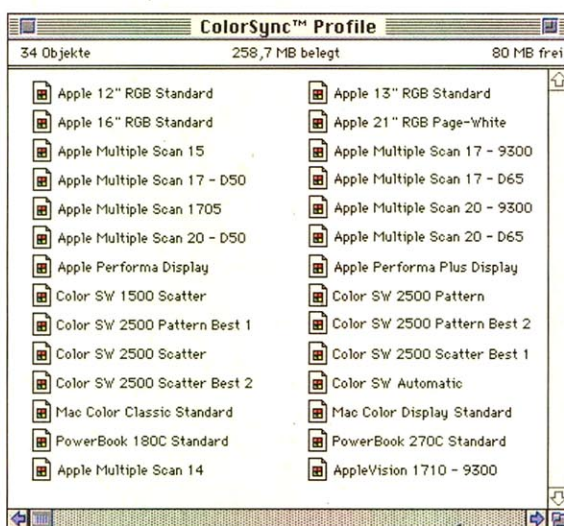 ColorSync™ Profile
34 Objekte 258,7 MB belegt 80 MB frei
Apple 12" RGB Standard Apple 13" RGB Standard
Apple 16" RGB Standard Apple 21" RGB Page-White
Apple Multiple Scan 15 Apple Multiple Scan 17 - 9300
Apple Multiple Scan 17 - D50 Apple Multiple Scan 17 - D65
Apple Multiple Scan 1705 Apple Multiple Scan 20 - 9300
Apple Multiple Scan 20 - D50 Apple Multiple Scan 20 - D65
Apple Performa Display Apple Performa Plus Display
Color SW 1500 Scatter Color SW 2500 Pattern
Color SW 2500 Pattern Best 1 Color SW 2500 Pattern Best 2
Color SW 2500 Scatter Color SW 2500 Scatter Best 1
Color SW 2500 Scatter Best 2 Color SW Automatic
Mac Color Classic Standard Mac Color Display Standard
PowerBook 180C Standard PowerBook 270C Standard
Apple Multiple Scan 14 AppleVision 1710 - 9300